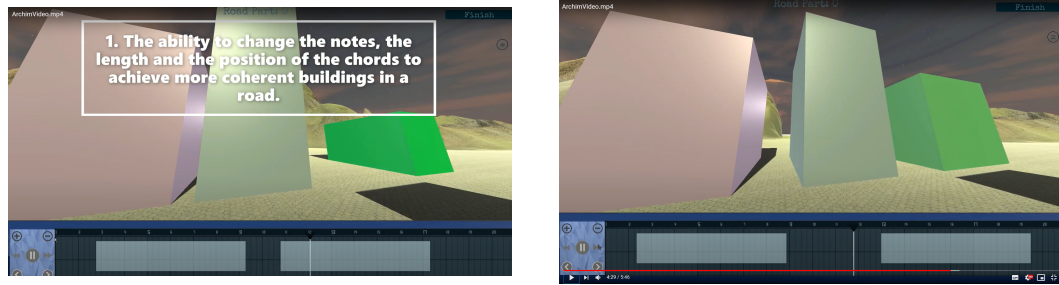 ArchimVideo.mp4
Road Part: 0
Finish
1. The ability to change the notes, the
length and the position of the chords to
achieve more coherent buildings in a
road.
ArchimVideo.mp4
Road Part: 0
Finish
4:29 / 5:46